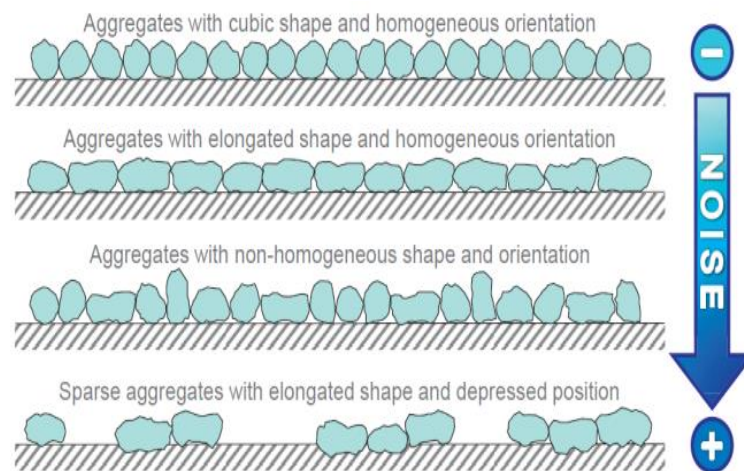 Aggregates with cubic shape and homogeneous orientation
−
Aggregates with elongated shape and homogeneous orientation
NOISE
Aggregates with non-homogeneous shape and orientation
Sparse aggregates with elongated shape and depressed position
+